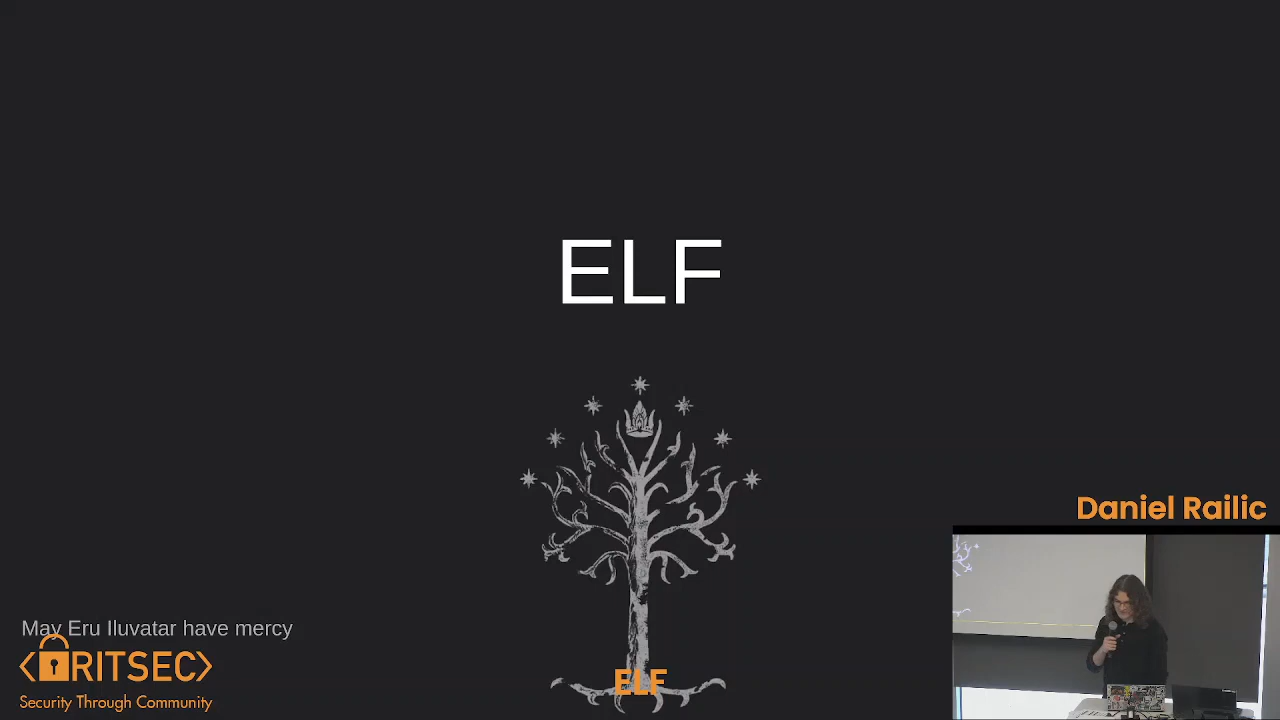 ELF
Daniel Railic
May Eru Iluvatar have mercy
<RITSEC>
Security Through Community
ELF